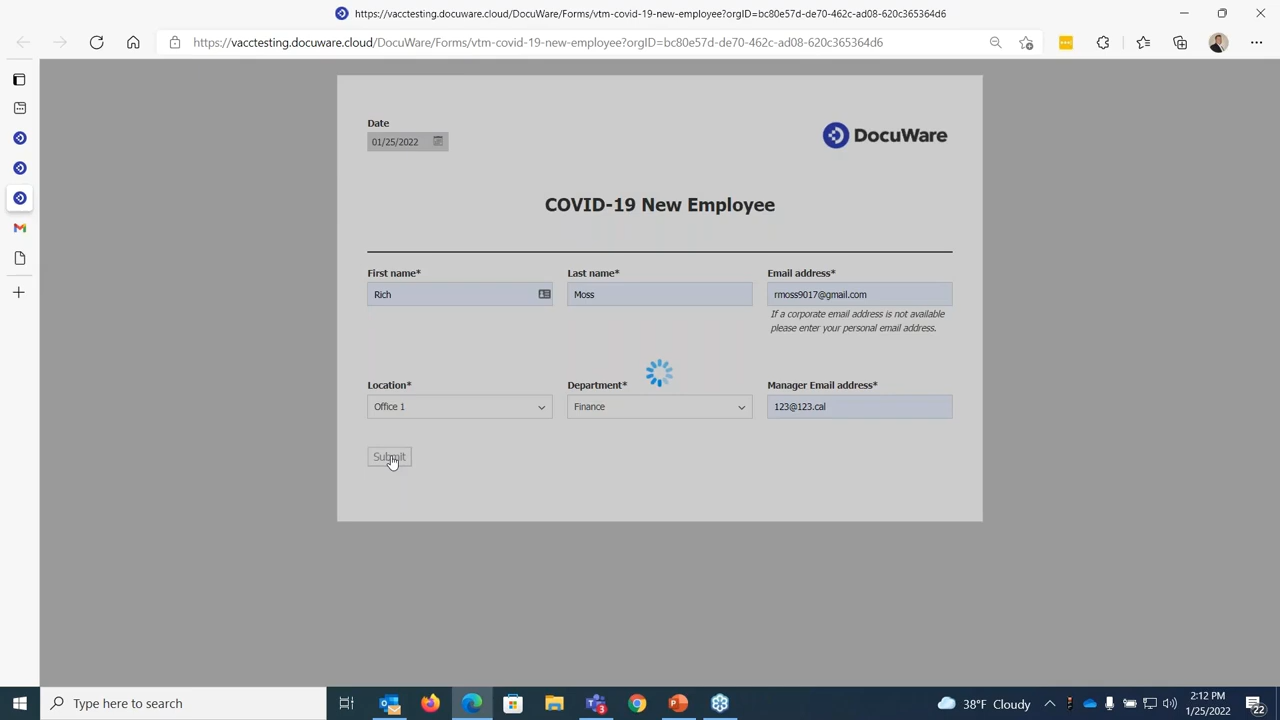 https://vacctesting.docuware.cloud/DocuWare/Forms/vtm-covid-19-new-employee?orgID=bc80e57d-de70-462c-ad08-620c365364d6
https://vacctesting.docuware.cloud/DocuWare/Forms/vtm-covid-19-new-employee?orgID=bc80e57d-de70-462c-ad08-620c365364d6
Date
01/25/2022
DocuWare
COVID-19 New Employee
First name* Last name* Email address*
Rich Moss rmoss9017@gmail.com
If a corporate email address is not available
please enter your personal email address.
Location* Department* Manager Email address*
Office 1 Finance 123@123.cal
Submit
Type here to search
38°F Cloudy
2:12 PM
1/25/2022
3
22